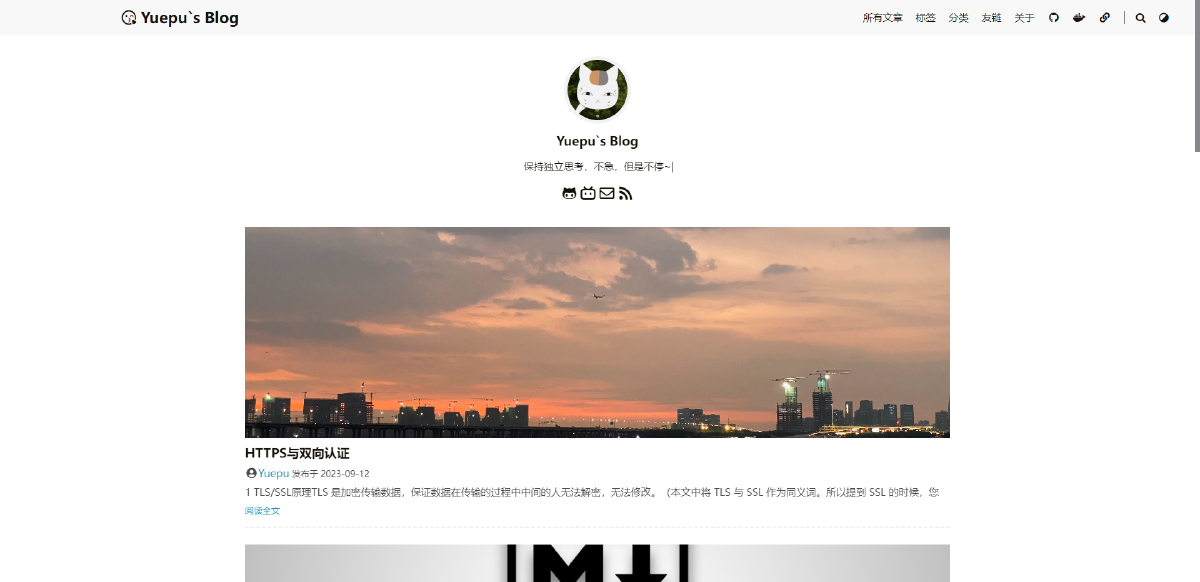 Yuepu`s Blog
所有文章 标签 分类 友链 关于
Yuepu`s Blog
保持独立思考，不急，但是不停~|
HTTPS与双向认证
Yuepu 发布于 2023-09-12
1 TLS/SSL原理TLS 是加密传输数据，保证数据在传输的过程中中间的人无法解密，无法修改。（本文中将 TLS 与 SSL 作为同义词。所以提到 SSL 的时候，您
阅读全文
M